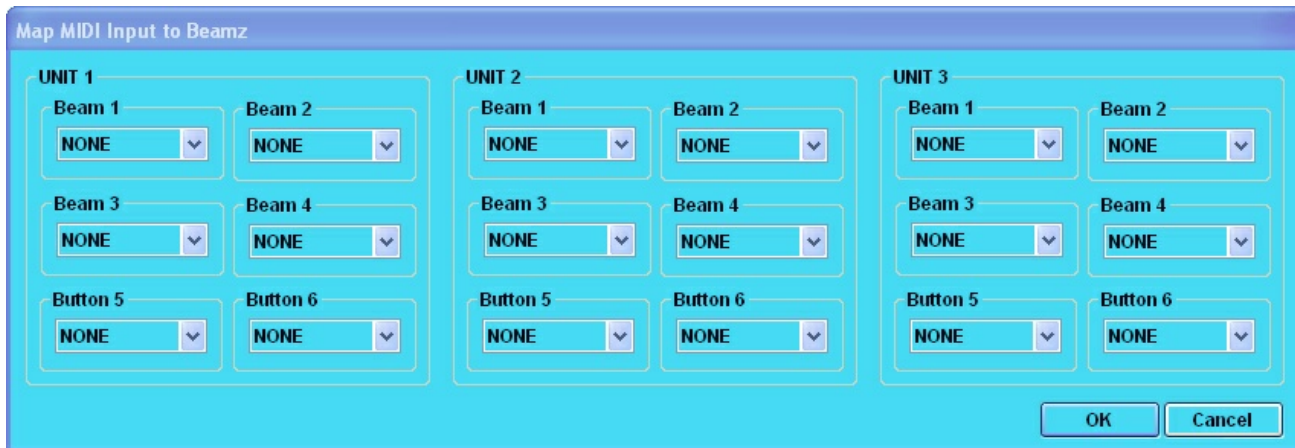 Map MIDI Input to Beamz
UNIT 1
Beam 1
Beam 2
NONE
NONE
Beam 3
Beam 4
NONE
NONE
Button 5
Button 6
NONE
NONE
UNIT 2
Beam 1
Beam 2
NONE
NONE
Beam 3
Beam 4
NONE
NONE
Button 5
Button 6
NONE
NONE
UNIT 3
Beam 1
Beam 2
NONE
NONE
Beam 3
Beam 4
NONE
NONE
Button 5
Button 6
NONE
NONE
OK
Cancel